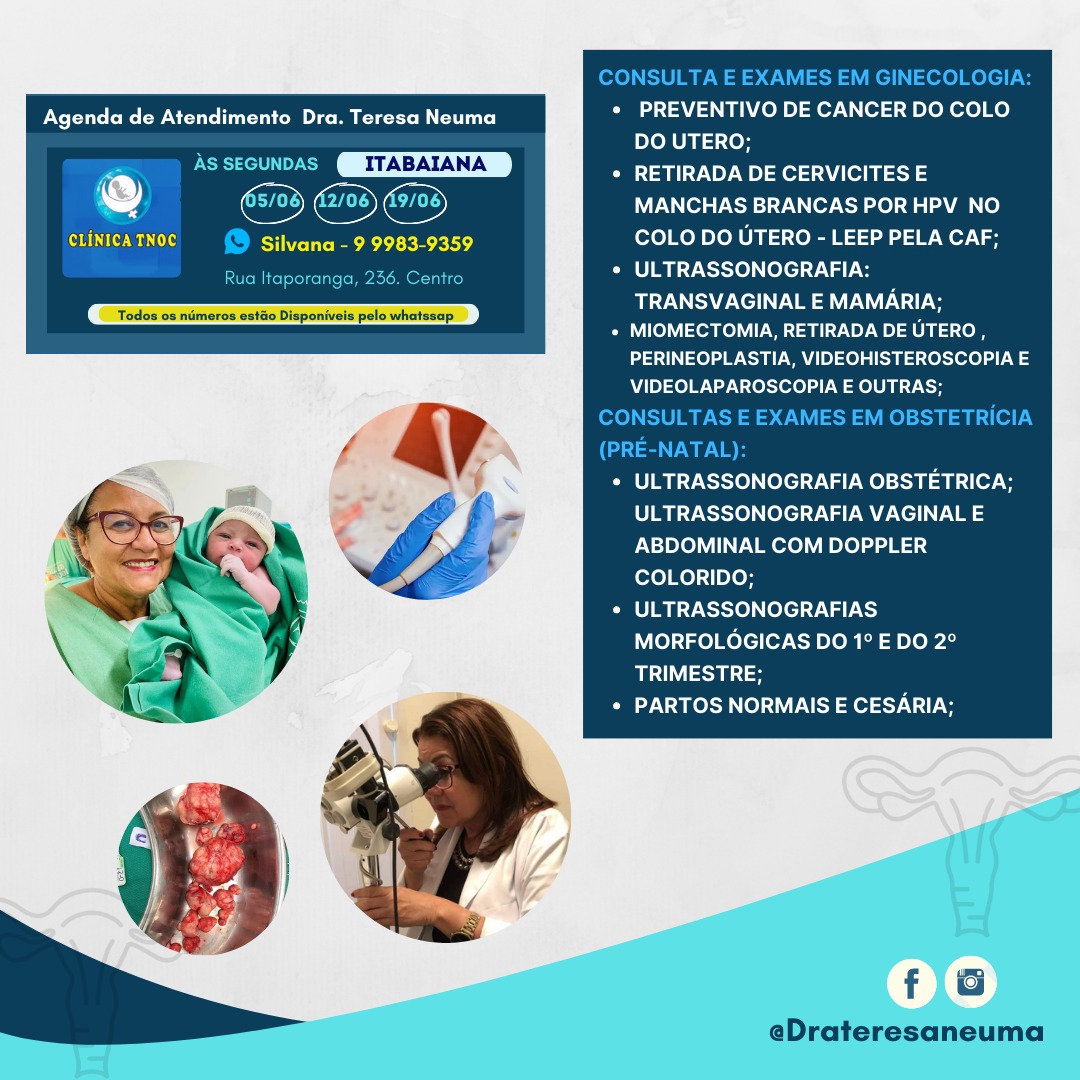 Agenda de Atendimento Dra. Teresa Neuma
ÀS SEGUNDAS
ITABAIANA
05/06
12/06
19/06
CLÍNICA TNOC
Silvana - 9 9983-9359
Rua Itaporanga, 236. Centro
Todos os números estão Disponíveis pelo whatssap
CONSULTA E EXAMES EM GINECOLOGIA:
• PREVENTIVO DE CANCER DO COLO
DO UTERO;
• RETIRADA DE CERVICITES E
MANCHAS BRANCAS POR HPV NO
COLO DO ÚTERO - LEEP PELA CAF;
• ULTRASSONOGRAFIA:
TRANSVAGINAL E MAMÁRIA;
• MIOMECTOMIA, RETIRADA DE ÚTERO ,
PERINEOPLASTIA, VIDEOHISTEROSCOPIA E
VIDEOLAPAROSCOPIA E OUTRAS;
CONSULTAS E EXAMES EM OBSTETRÍCIA
(PRÉ-NATAL):
• ULTRASSONOGRAFIA OBSTÉTRICA;
ULTRASSONOGRAFIA VAGINAL E
ABDOMINAL COM DOPPLER
COLORIDO;
• ULTRASSONOGRAFIAS
MORFOLÓGICAS DO 1º E DO 2º
TRIMESTRE;
• PARTOS NORMAIS E CESÁRIA;
@Drateresaneuma